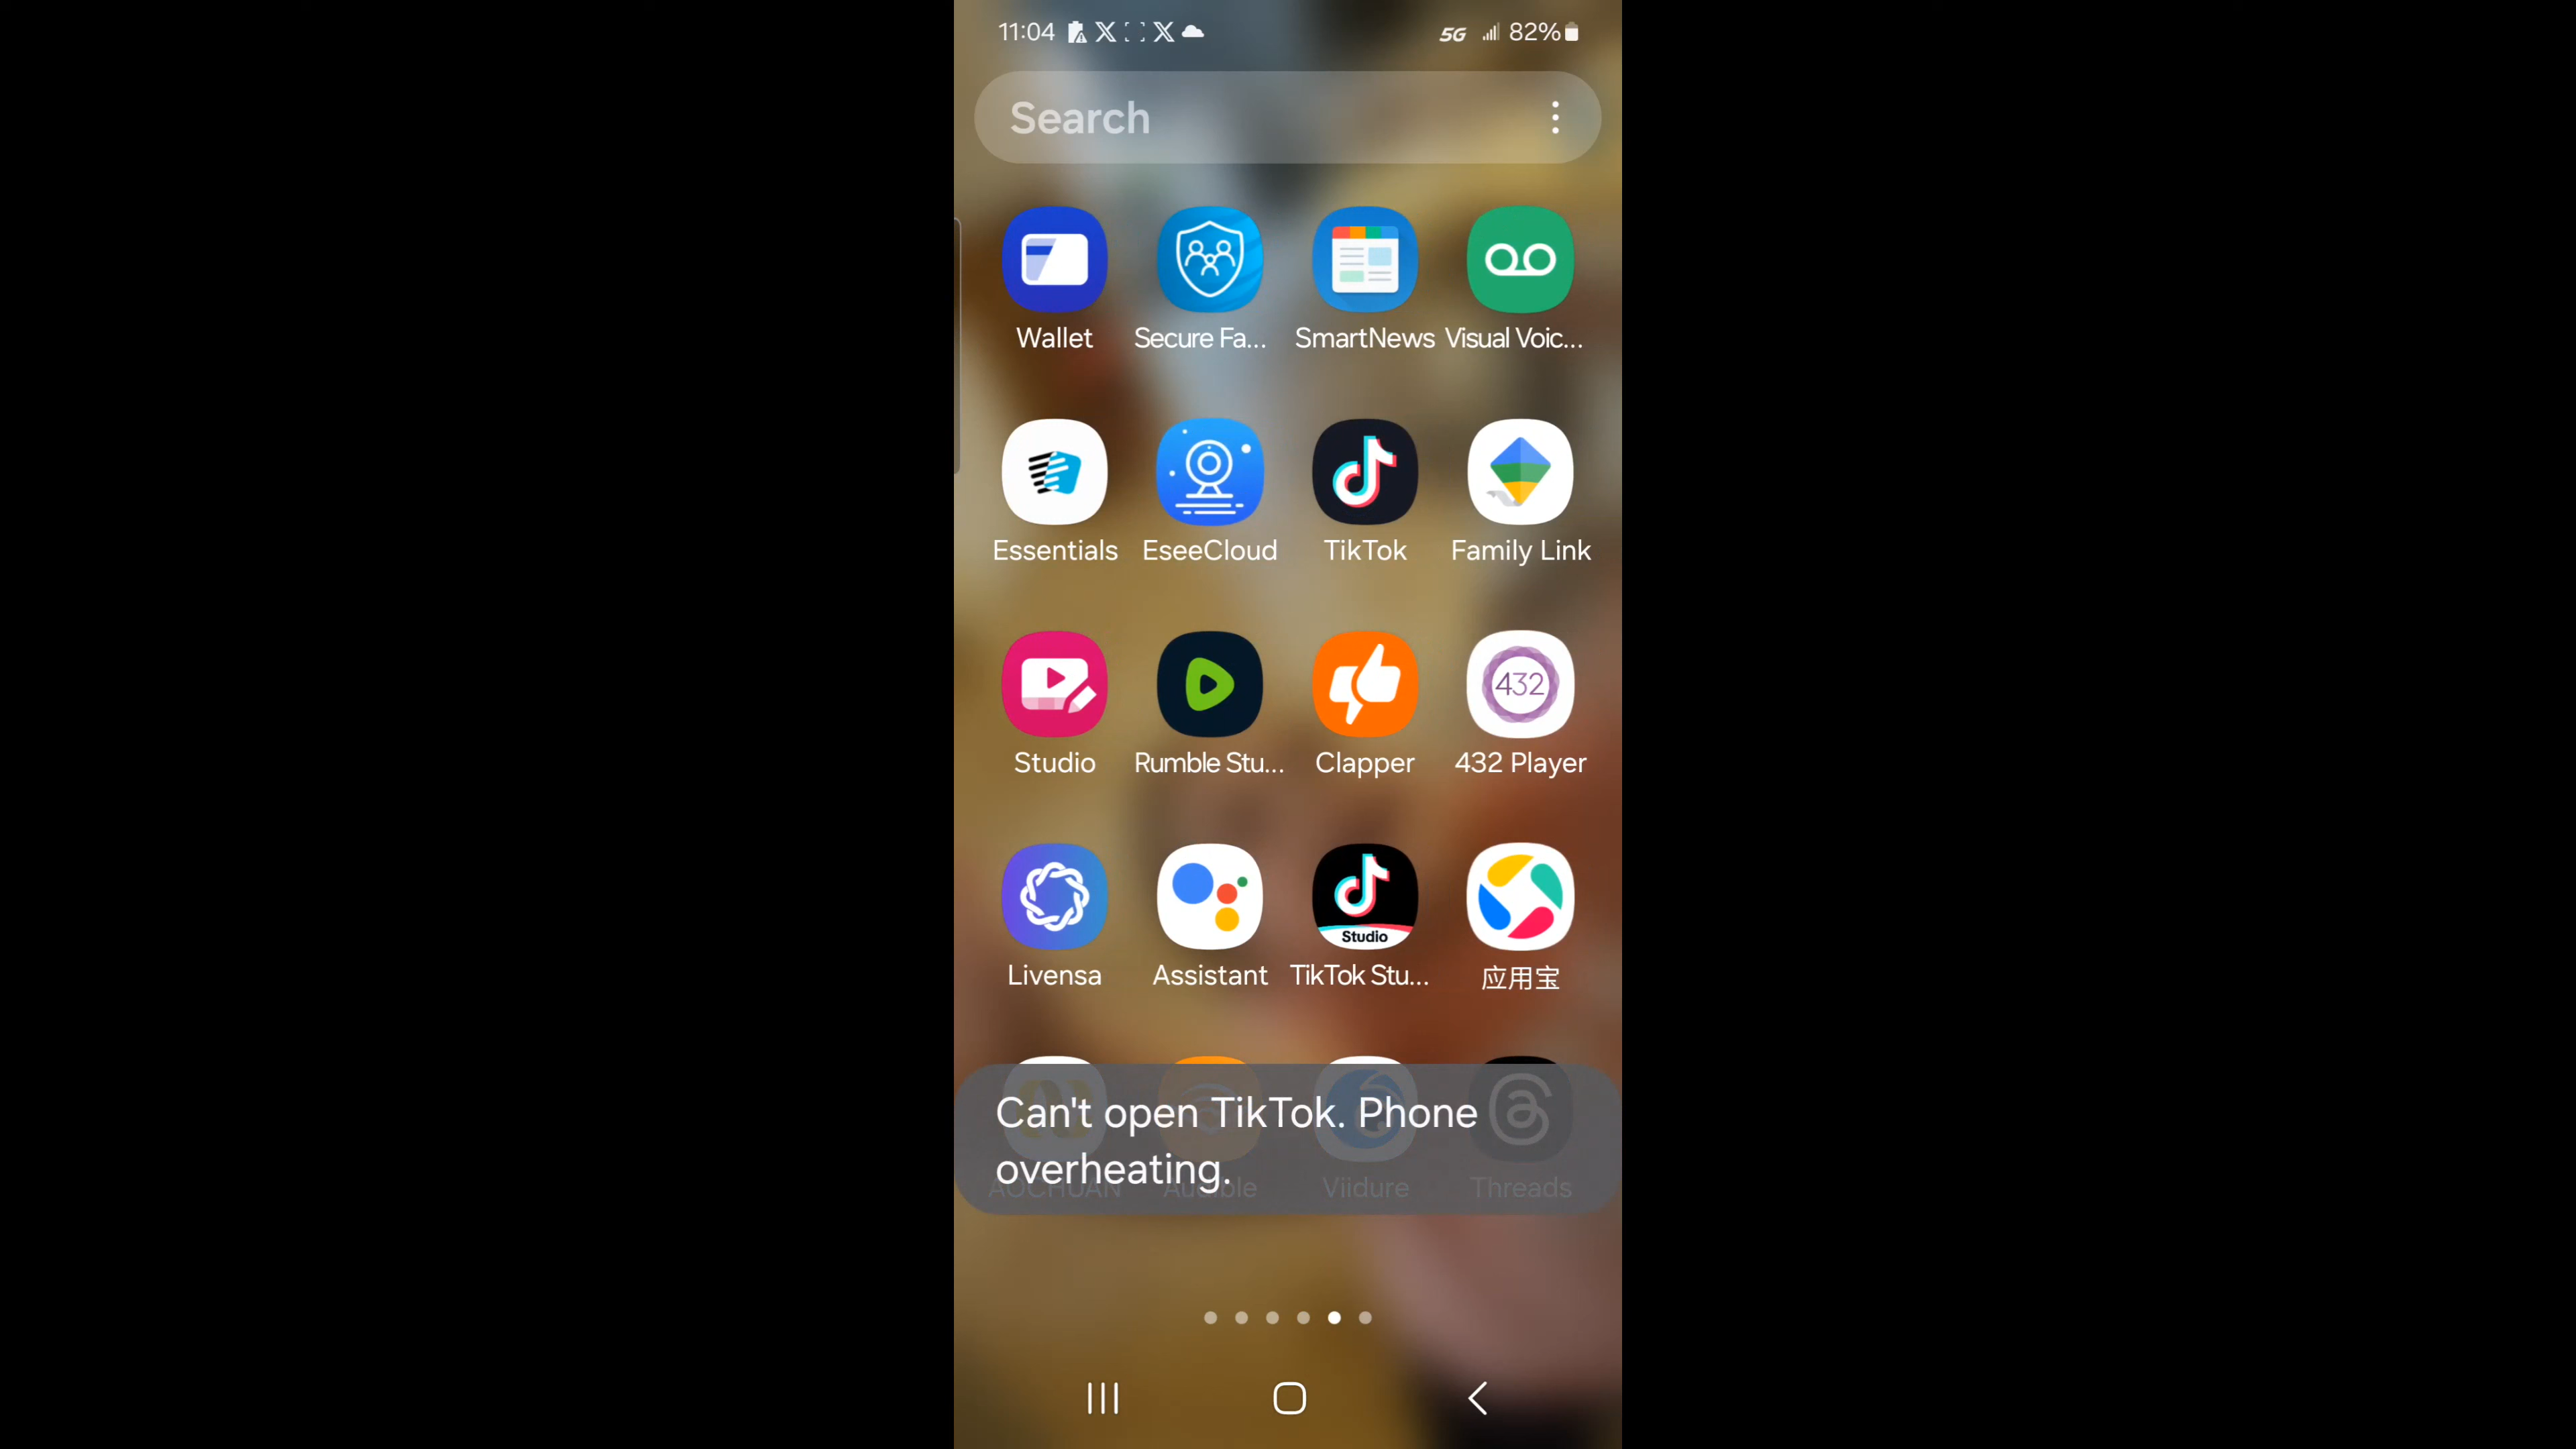 11:04 5G 82%
Search
Wallet Secure Fa... SmartNews Visual Voic...
Essentials EseeCloud TikTok Family Link
432
Studio Rumble Stu... Clapper 432 Player
Studio
Livensa Assistant TikTok Stu... 应用宝
Can't open TikTok. Phone
overheating.
AOCHUAN Audible Viidure Threads